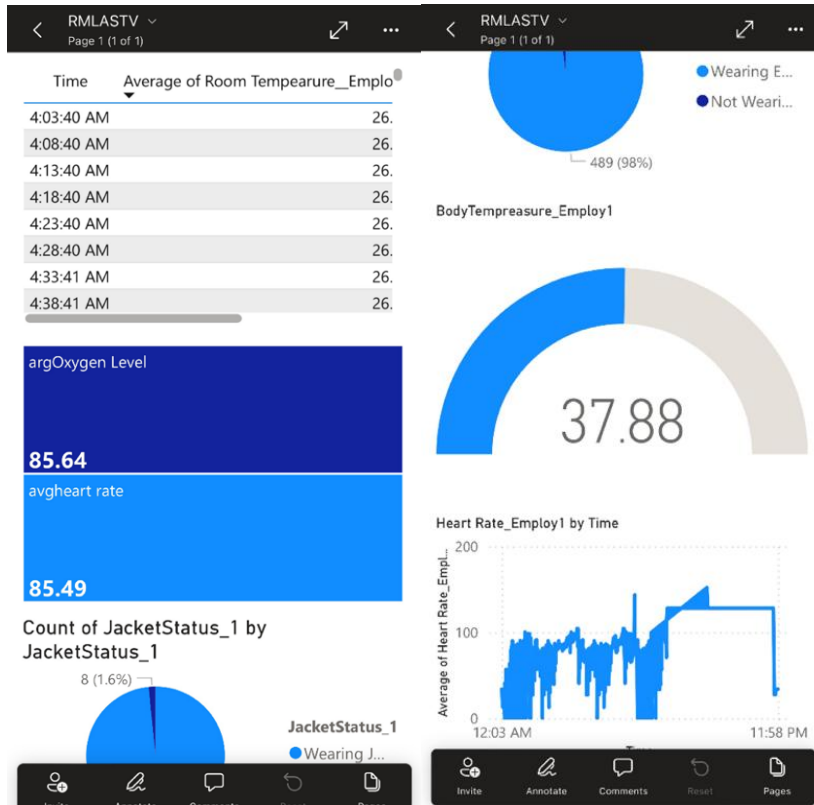 RMLASTV
Page 1 (1 of 1)
Time Average of Room Tempearure__Emplo
4:03:40 AM 26.
4:08:40 AM 26.
4:13:40 AM 26.
4:18:40 AM 26.
4:23:40 AM 26.
4:28:40 AM 26.
4:33:41 AM 26.
4:38:41 AM 26.
argOxygen Level
85.64
avgheart rate
85.49
Count of JacketStatus_1 by
JacketStatus_1
8 (1.6%)
JacketStatus_1
Wearing J...
RMLASTV
Page 1 (1 of 1)
Wearing E...
Not Weari...
489 (98%)
BodyTempreasure_Employ1
37.88
Heart Rate_Employ1 by Time
Average of Heart Rate_Empl...
200
100
0
12:03 AM 11:58 PM
Invite Annotate Comments Reset Pages